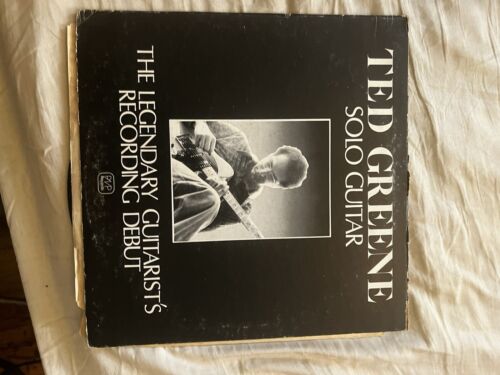 TED GREENE
SOLO GUITAR
THE LEGENDARY GUITARIST'S
RECORDING DEBUT